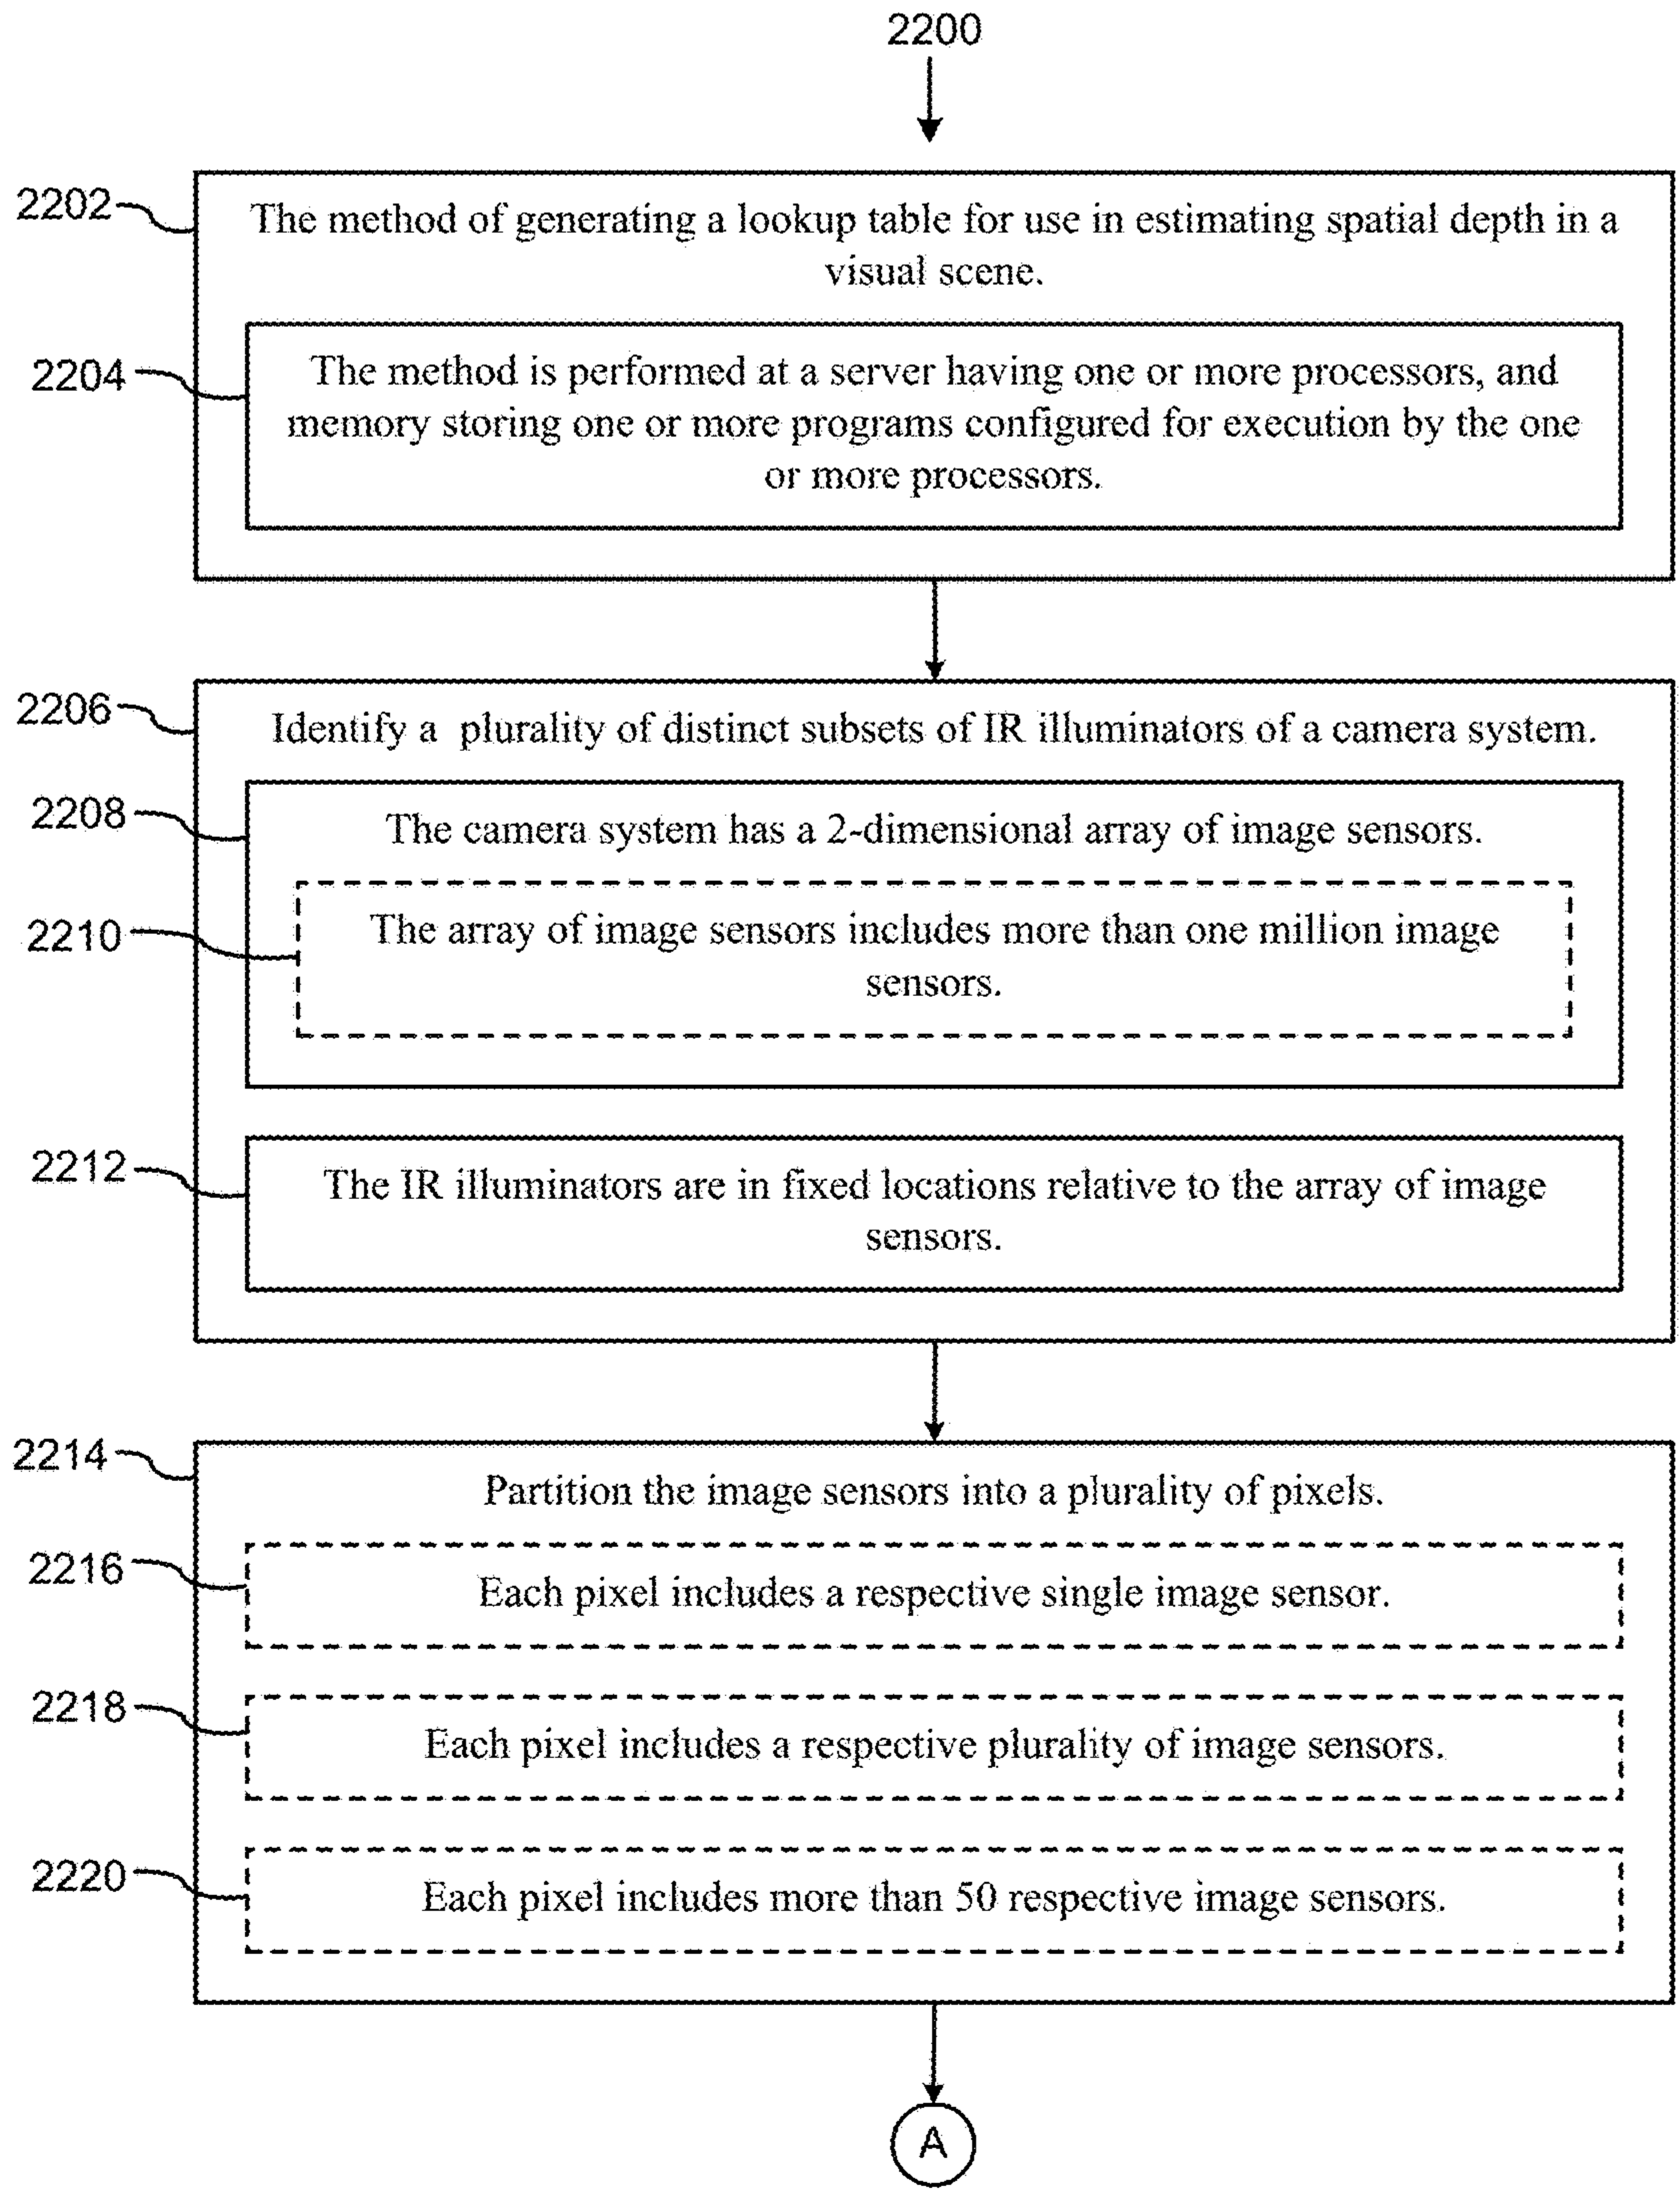 2200
2202
The method of generating a lookup table for use in estimating spatial depth in a
visual scene.
2204
The method is performed at a server having one or more processors, and
memory storing one or more programs configured for execution by the one
or more processors.
2206
Identify a plurality of distinct subsets of IR illuminators of a camera system.
2208
The camera system has a 2-dimensional array of image sensors.
2210
The array of image sensors includes more than one million image
sensors.
2212
The IR illuminators are in fixed locations relative to the array of image
sensors.
2214
Partition the image sensors into a plurality of pixels.
2216
Each pixel includes a respective single image sensor.
2218
Each pixel includes a respective plurality of image sensors.
2220
Each pixel includes more than 50 respective image sensors.
A